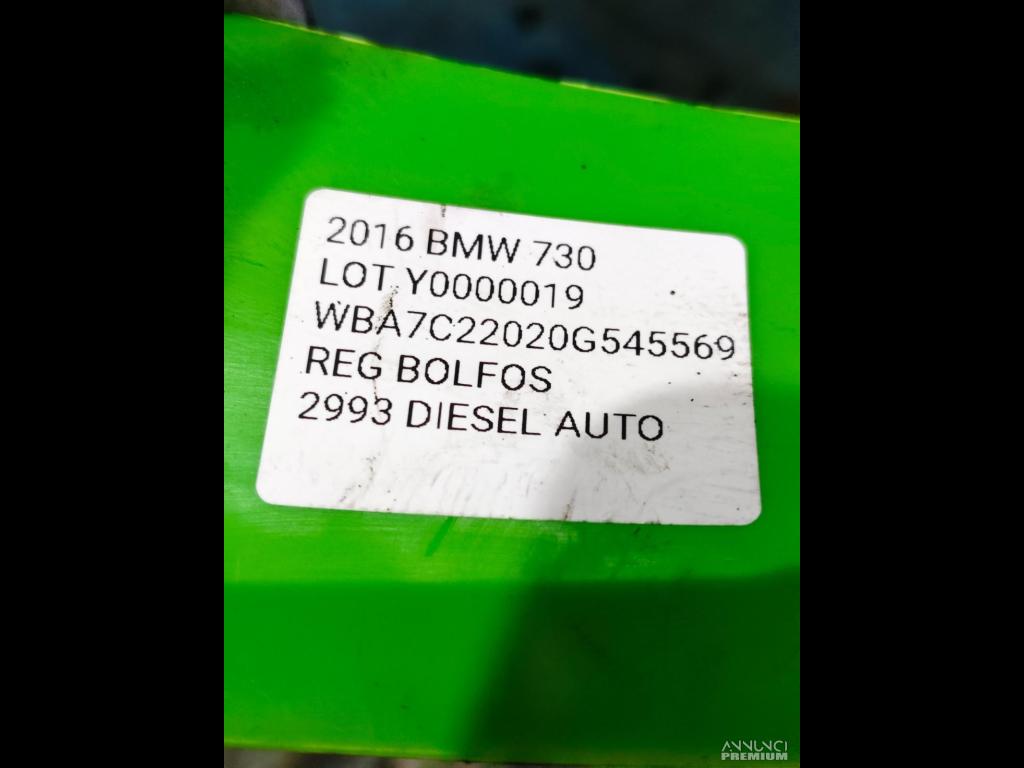 2016 BMW 730
LOT Y0000019
WBA7C22020G545569
REG BOLFOS
2993 DIESEL AUTO
ANNUNCI
PREMIUM